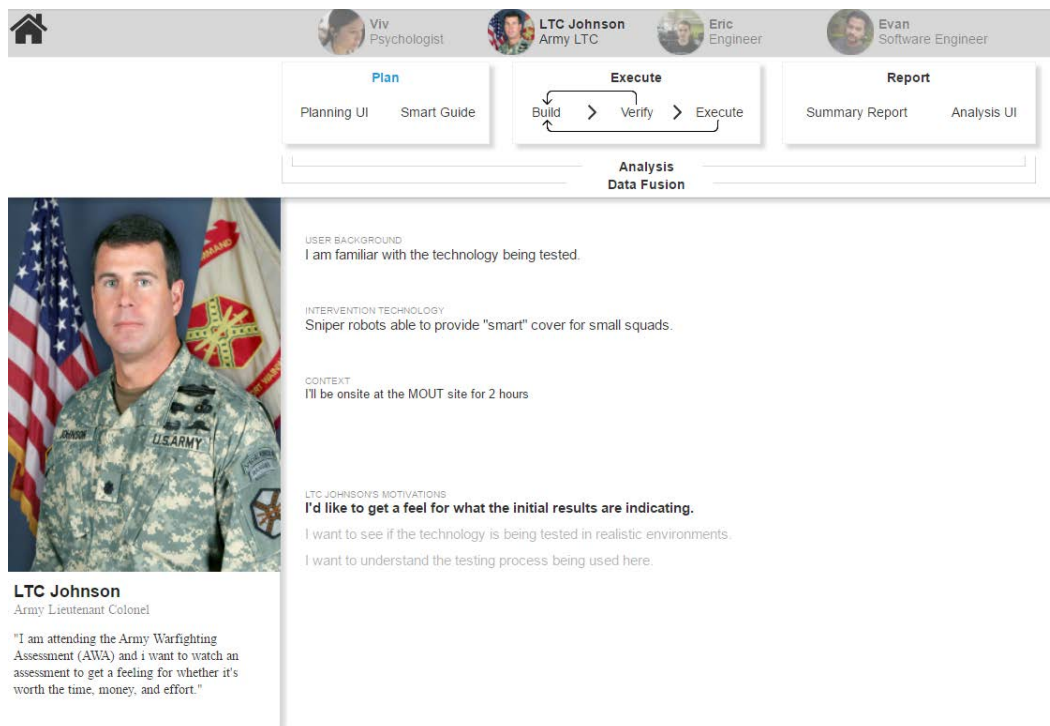 Viv
Psychologist
LTC Johnson
Army LTC
Eric
Engineer
Evan
Software Engineer
Plan
Planning UI
Smart Guide
Execute
Build
Verify
Execute
Report
Summary Report
Analysis UI
Analysis
Data Fusion
USER BACKGROUND
I am familiar with the technology being tested.
INTERVENTION TECHNOLOGY
Sniper robots able to provide "smart" cover for small squads.
CONTEXT
I'll be onsite at the MOUT site for 2 hours
LTC JOHNSON'S MOTIVATIONS
I'd like to get a feel for what the initial results are indicating.
I want to see if the technology is being tested in realistic environments.
I want to understand the testing process being used here.
JOHNSON
U.S.ARMY
LTC Johnson
Army Lieutenant Colonel
"I am attending the Army Warfighting
Assessment (AWA) and i want to watch an
assessment to get a feeling for whether it's
worth the time, money, and effort."